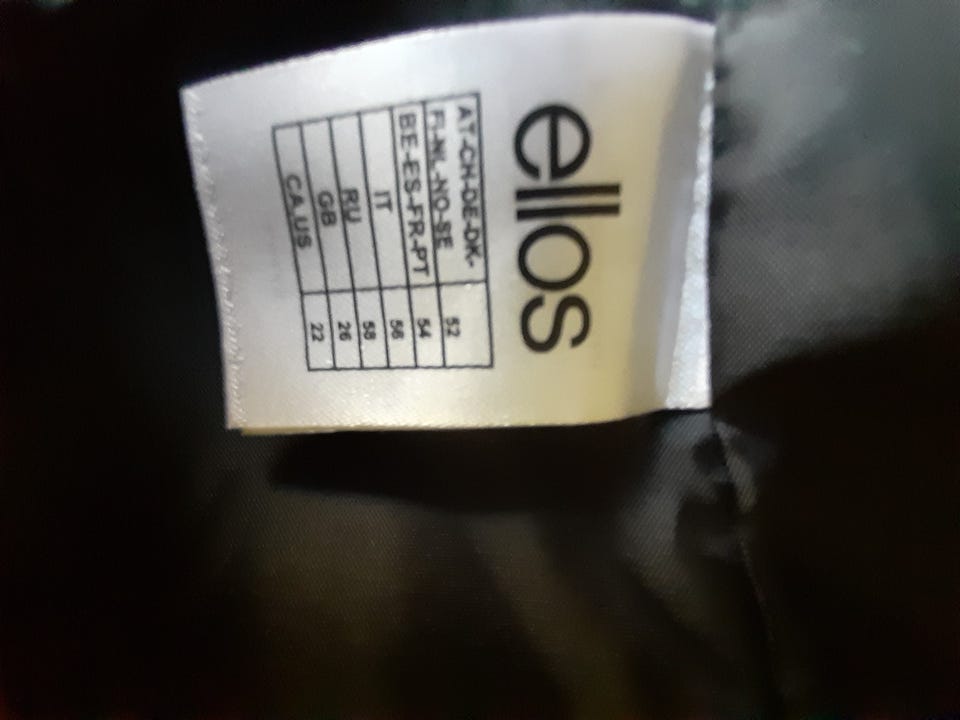 ellos
AT-CH-DE-DK-
FI-NL-NO-SE 52
BE-ES-FR-PT 54
IT 56
RU 58
GB 26
CA.US 22